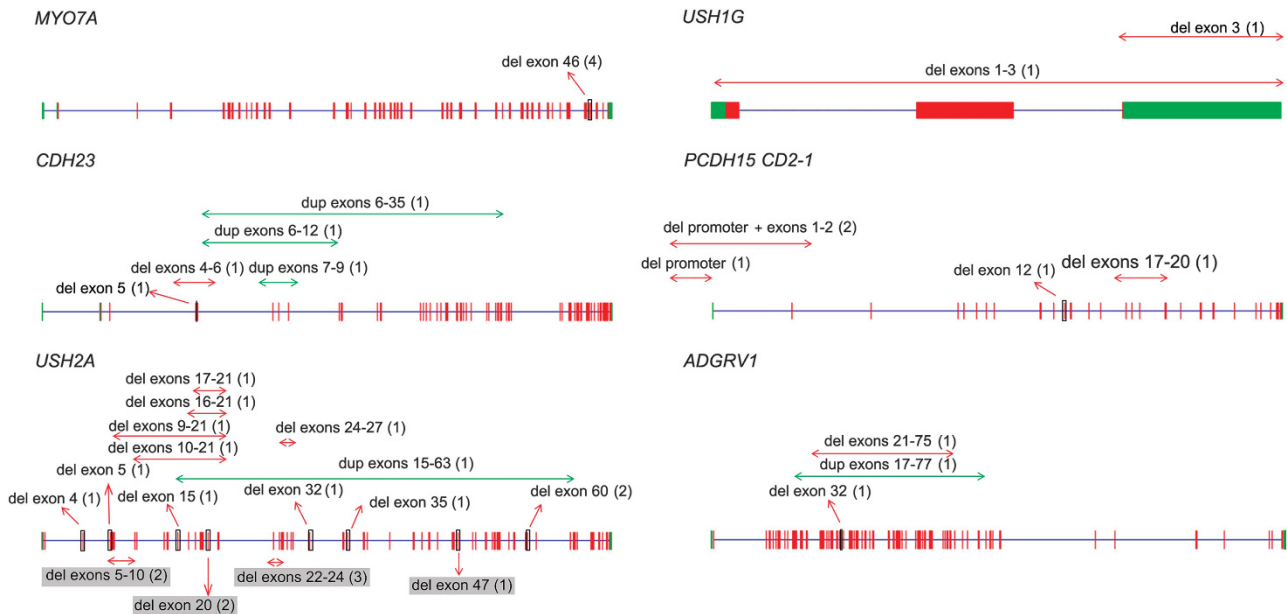 MYO7A
del exon 46 (4)
USH1G
del exon 3 (1)
del exons 1-3 (1)
CDH23
dup exons 6-35 (1)
dup exons 6-12 (1)
del exons 4-6 (1)
dup exons 7-9 (1)
del exon 5 (1)
PCDH15 CD2-1
del promoter + exons 1-2 (2)
del promoter (1)
del exon 12 (1)
del exons 17-20 (1)
USH2A
del exons 17-21 (1)
del exons 16-21 (1)
del exons 9-21 (1)
del exons 10-21 (1)
del exons 24-27 (1)
del exon 5 (1)
dup exons 15-63 (1)
del exon 4 (1)
del exon 15 (1)
del exon 32 (1)
del exon 35 (1)
del exon 60 (2)
del exons 5-10 (2)
del exon 20 (2)
del exons 22-24 (3)
del exon 47 (1)
ADGRV1
del exons 21-75 (1)
dup exons 17-77 (1)
del exon 32 (1)